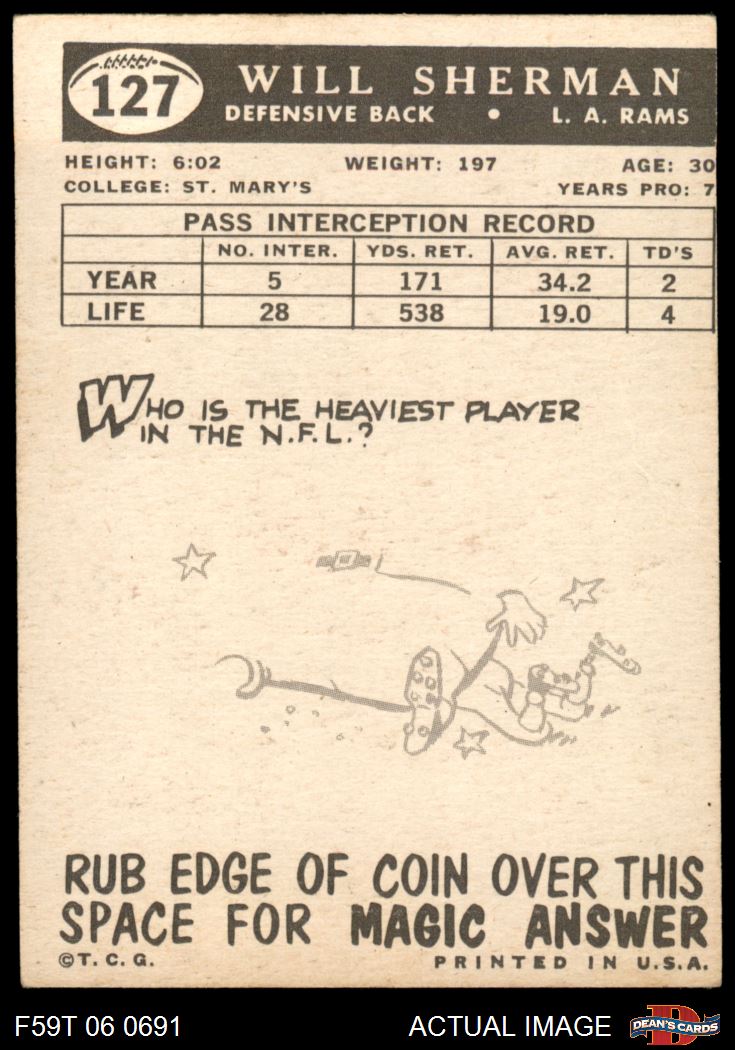 127
WILL SHERMAN
DEFENSIVE BACK • L. A. RAMS
HEIGHT: 6:02 WEIGHT: 197 AGE: 30
COLLEGE: ST. MARY'S YEARS PRO: 7
PASS INTERCEPTION RECORD
NO. INTER. YDS. RET. AVG. RET. TD'S
YEAR 5 171 34.2 2
LIFE 28 538 19.0 4
WHO IS THE HEAVIEST PLAYER
IN THE N.F.L.?
RUB EDGE OF COIN OVER THIS
SPACE FOR MAGIC ANSWER
©T. C. G. PRINTED IN U.S.A.
F59T 06 0691 ACTUAL IMAGE D DEAN'S CARDS